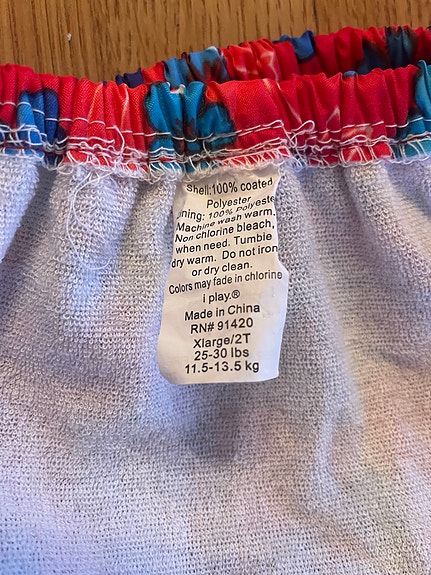 Shell:100% coated
Polyester
ining: 100% Polyeste
Machine wash warm.
Non chlorine bleach,
when need. Tumble
dry warm. Do not iron
or dry clean.
Colors may fade in chlorine
i play.®
Made in China
RN# 91420
Xlarge/2T
25-30 lbs
11.5-13.5 kg